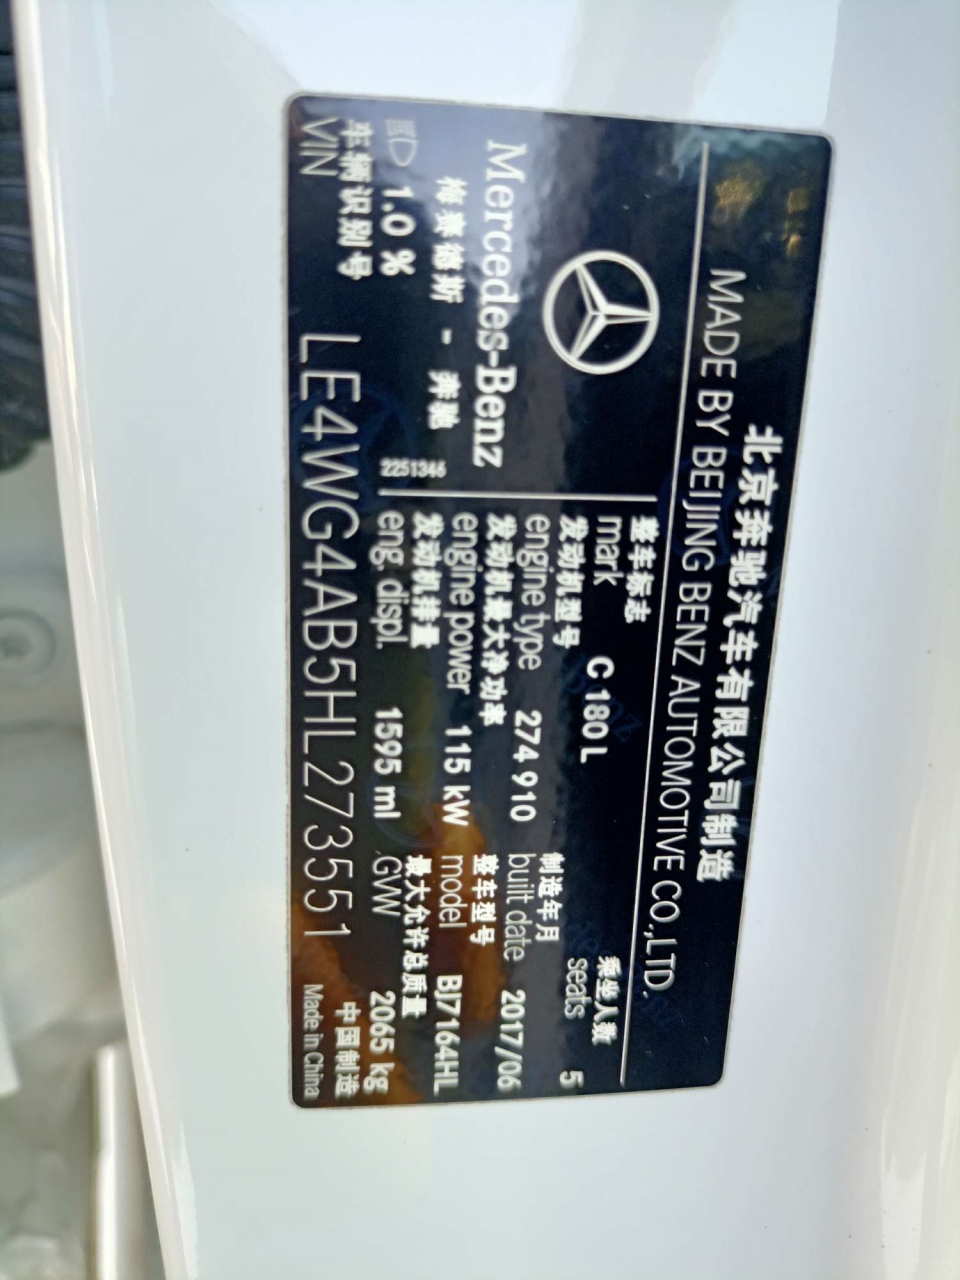 北京奔驰汽车有限公司制造
MADE BY BEIJING BENZ AUTOMOTIVE CO.,LTD.
Mercedes-Benz
梅赛德斯 - 奔驰
2251346
1.0 %
整车标志
mark C 180 L
乘坐人数
seats 5
发动机型号
engine type 274 910
制造年月
built date 2017/06
发动机最大净功率
engine power 115 kW
整车型号
model BJ7164HL
发动机排量
eng. displ. 1595 ml
最大允许总质量
GVW 2065 kg
车辆识别号
VIN LE4WG4AB5HL273551
中国制造
Made in China